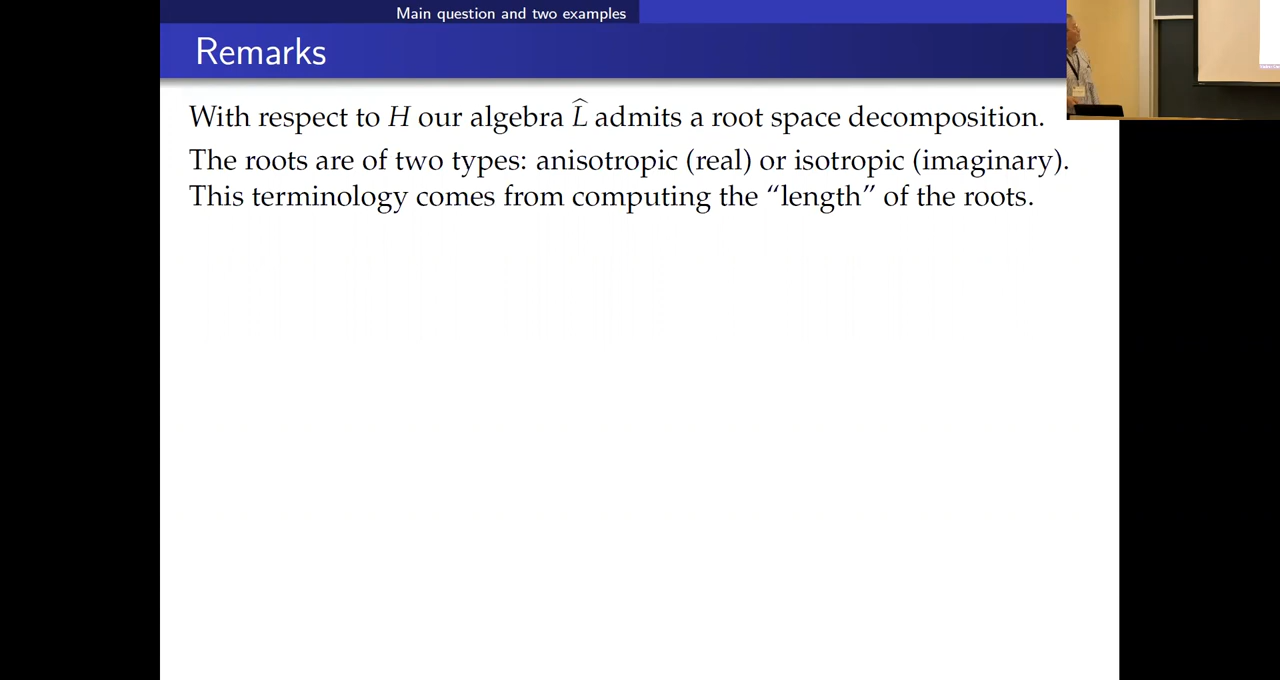 Main question and two examples
Remarks
With respect to H our algebra L̂ admits a root space decomposition.
The roots are of two types: anisotropic (real) or isotropic (imaginary).
This terminology comes from computing the “length” of the roots.